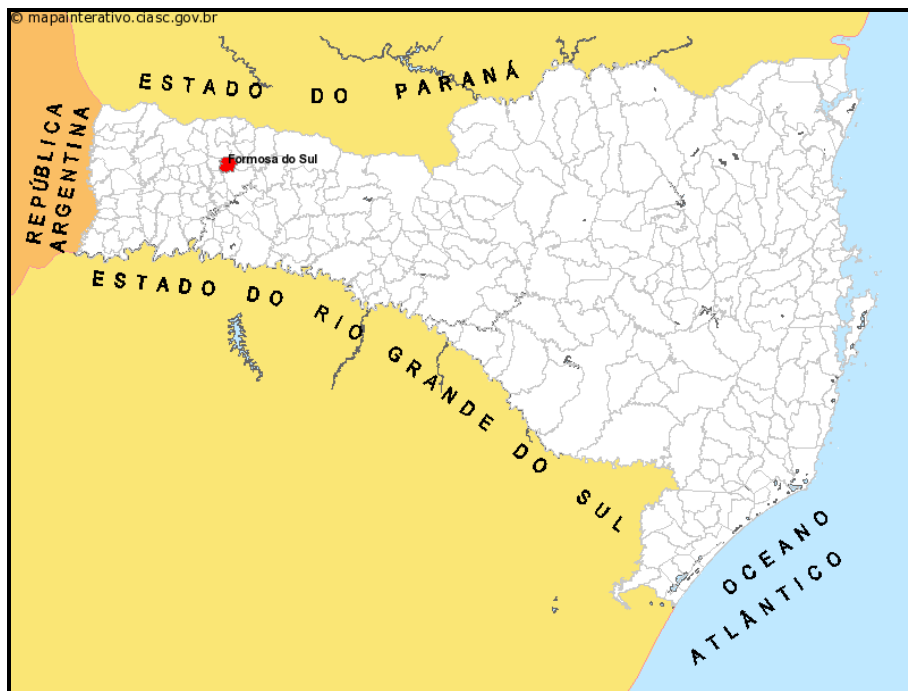 © mapainterativo.ciasc.gov.br
ESTADO DO PARANÁ
REPÚBLICA
ARGENTINA
Formosa do Sul
ESTADO DO RIO GRANDE DO SUL
OCEANO
ATLÂNTICO